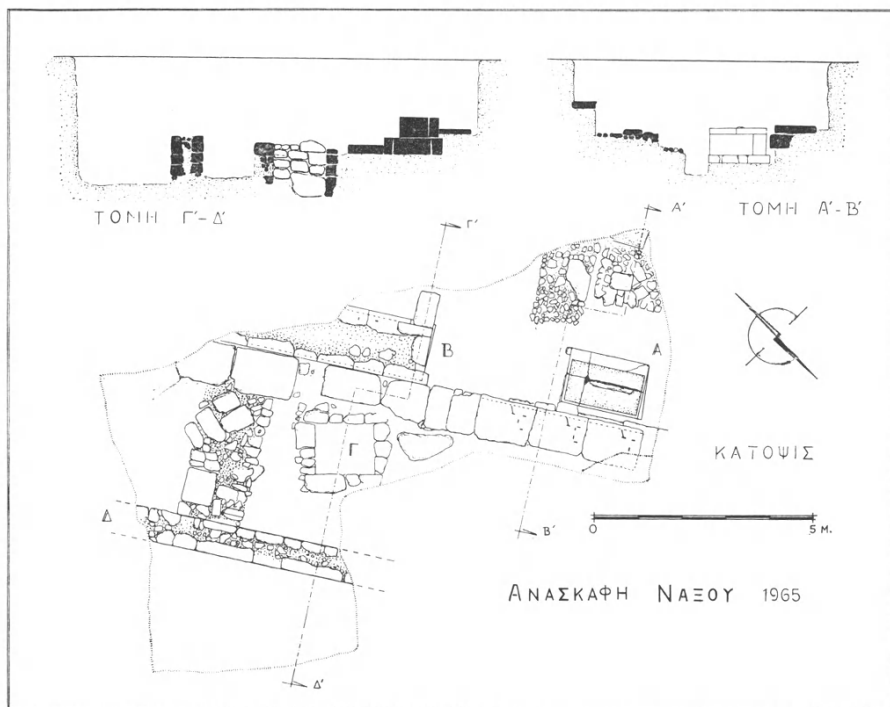 ΤΟΜΗ Γ'-Δ'
ΤΟΜΗ Α'-Β'
Γ'
Α'
Β
Α
ΚΑΤΟΨΙΣ
Γ
Δ
Β'
0 5 Μ.
ΑΝΑΣΚΑΦΗ ΝΑΞΟΥ 1965
Δ'